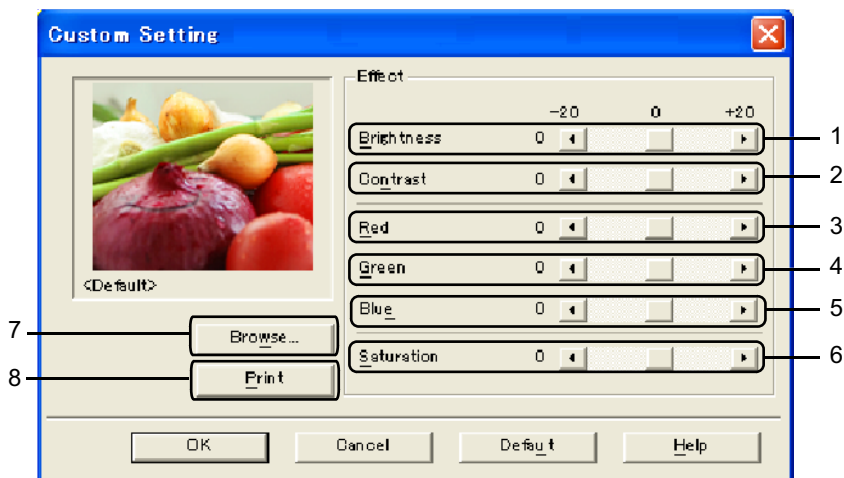 Custom Setting
Effect
-20 0 +20
Brightness 0 1
Contrast 0 2
Red 0 3
Green 0 4
<Default>
Blue 0 5
7 Browse...
Saturation 0 6
8 Print
OK Cancel Default Help